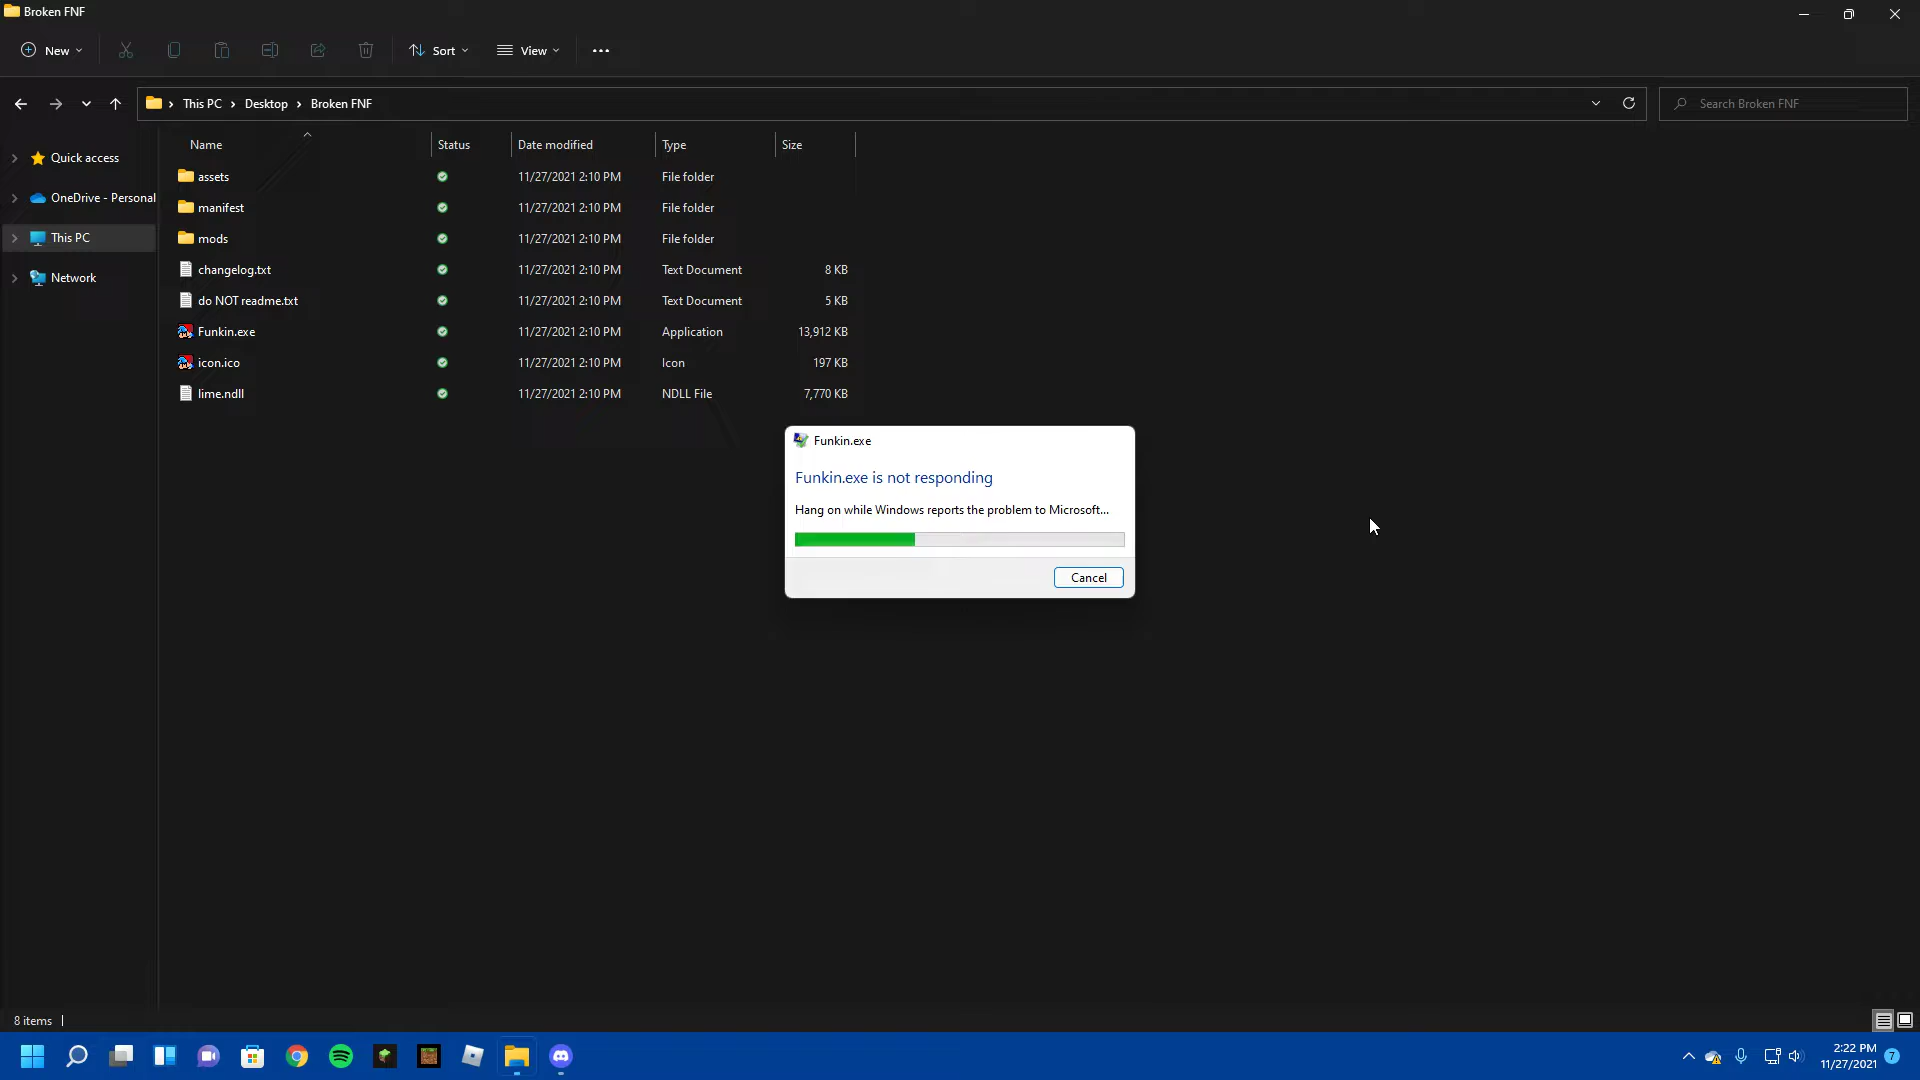 Broken FNF
New
Sort
View
This PC > Desktop > Broken FNF
Search Broken FNF
Name Status Date modified Type Size
Quick access
OneDrive - Personal
This PC
Network
assets 11/27/2021 2:10 PM File folder
manifest 11/27/2021 2:10 PM File folder
mods 11/27/2021 2:10 PM File folder
changelog.txt 11/27/2021 2:10 PM Text Document 8 KB
do NOT readme.txt 11/27/2021 2:10 PM Text Document 5 KB
Funkin.exe 11/27/2021 2:10 PM Application 13,912 KB
icon.ico 11/27/2021 2:10 PM Icon 197 KB
lime.ndll 11/27/2021 2:10 PM NDLL File 7,770 KB
Funkin.exe
Funkin.exe is not responding
Hang on while Windows reports the problem to Microsoft...
Cancel
8 items
2:22 PM
11/27/2021
7